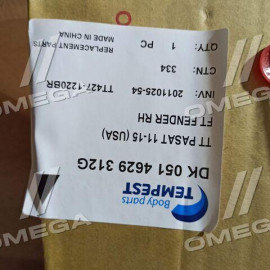 Body parts
TEMPEST
DK 051 4629 312G
TT PASAT 11-15 (USA)
FT FENDER RH
INV: 2011025-54 TT427-1220BR
CTN: 334
QTY: 1 PC
REPLACEMENT PARTS
MADE IN CHINA
OMEGA
OMEGA
OMEGA
OMEGA
OMEGA